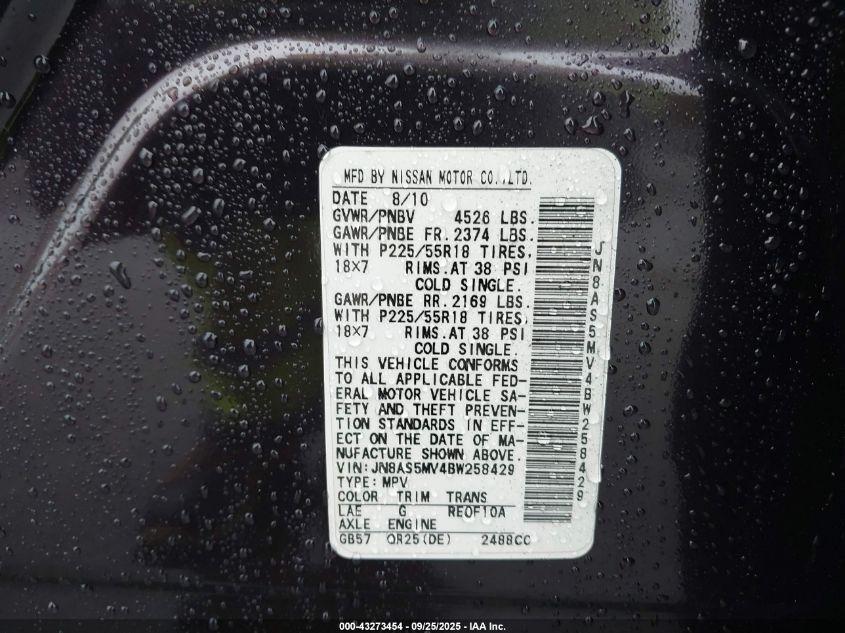 MFD BY NISSAN MOTOR CO.,LTD.
DATE 8/10
GVWR/PNBV 4526 LBS.
GAWR/PNBE FR. 2374 LBS.
WITH P225/55R18 TIRES,
18×7 RIMS.AT 38 PSI
COLD SINGLE.
GAWR/PNBE RR. 2169 LBS.
WITH P225/55R18 TIRES,
18×7 RIMS.AT 38 PSI
COLD SINGLE.
THIS VEHICLE CONFORMS
TO ALL APPLICABLE FED-
ERAL MOTOR VEHICLE SA-
FETY AND THEFT PREVEN-
TION STANDARDS IN EFF-
ECT ON THE DATE OF MA-
NUFACTURE SHOWN ABOVE.
VIN:JN8AS5MV4BW258429
TYPE: MPV
COLOR TRIM TRANS
LAE G RE0F10A
AXLE ENGINE
GB57 QR25(DE) 2488CC
JN8AS5MV4BW258429
000-43273454 - 09/25/2025 - IAA Inc.